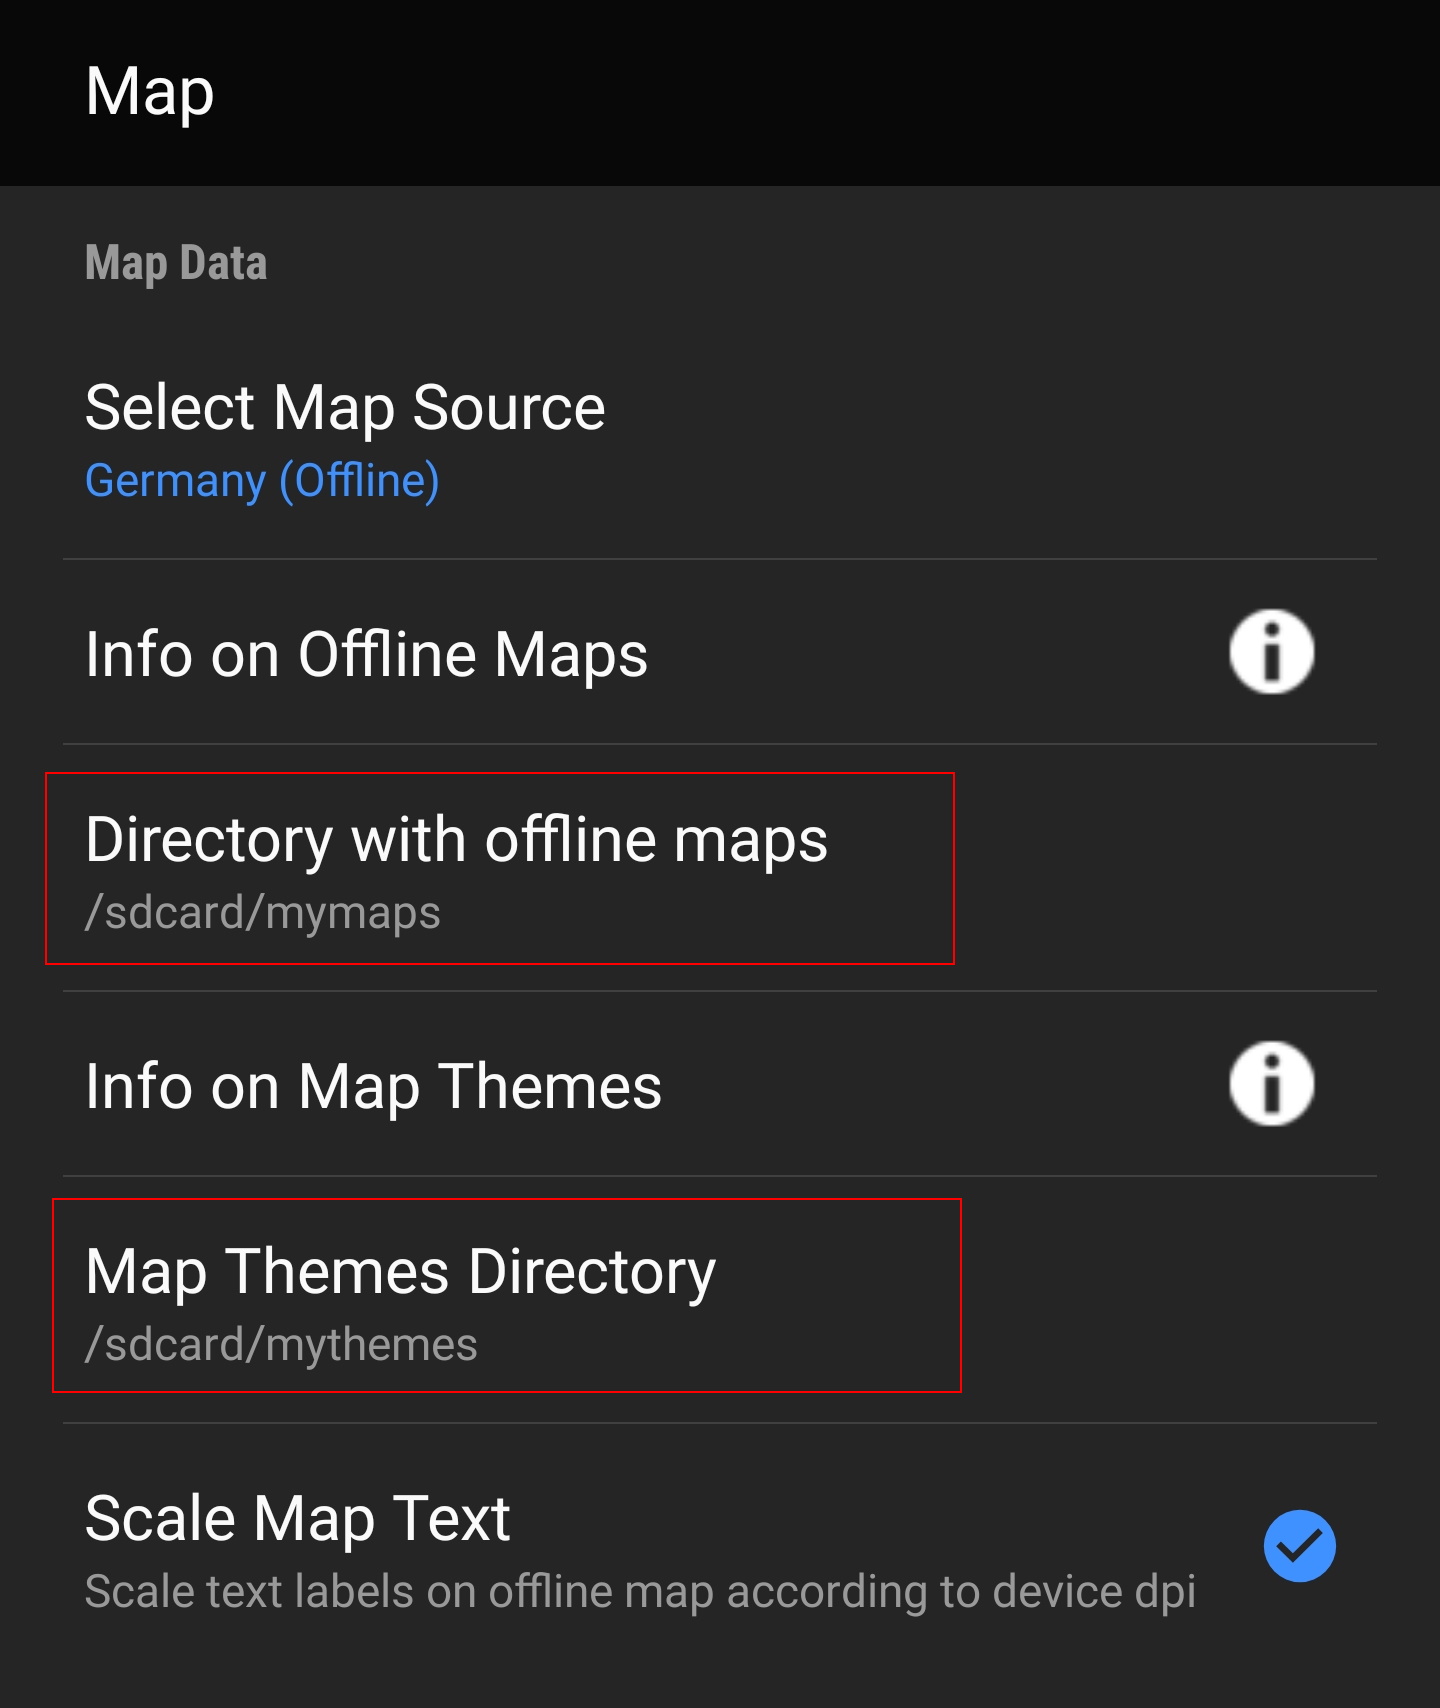 Map
Map Data
Select Map Source
Germany (Offline)
Info on Offline Maps
Directory with offline maps
/sdcard/mymaps
Info on Map Themes
Map Themes Directory
/sdcard/mythemes
Scale Map Text
Scale text labels on offline map according to device dpi